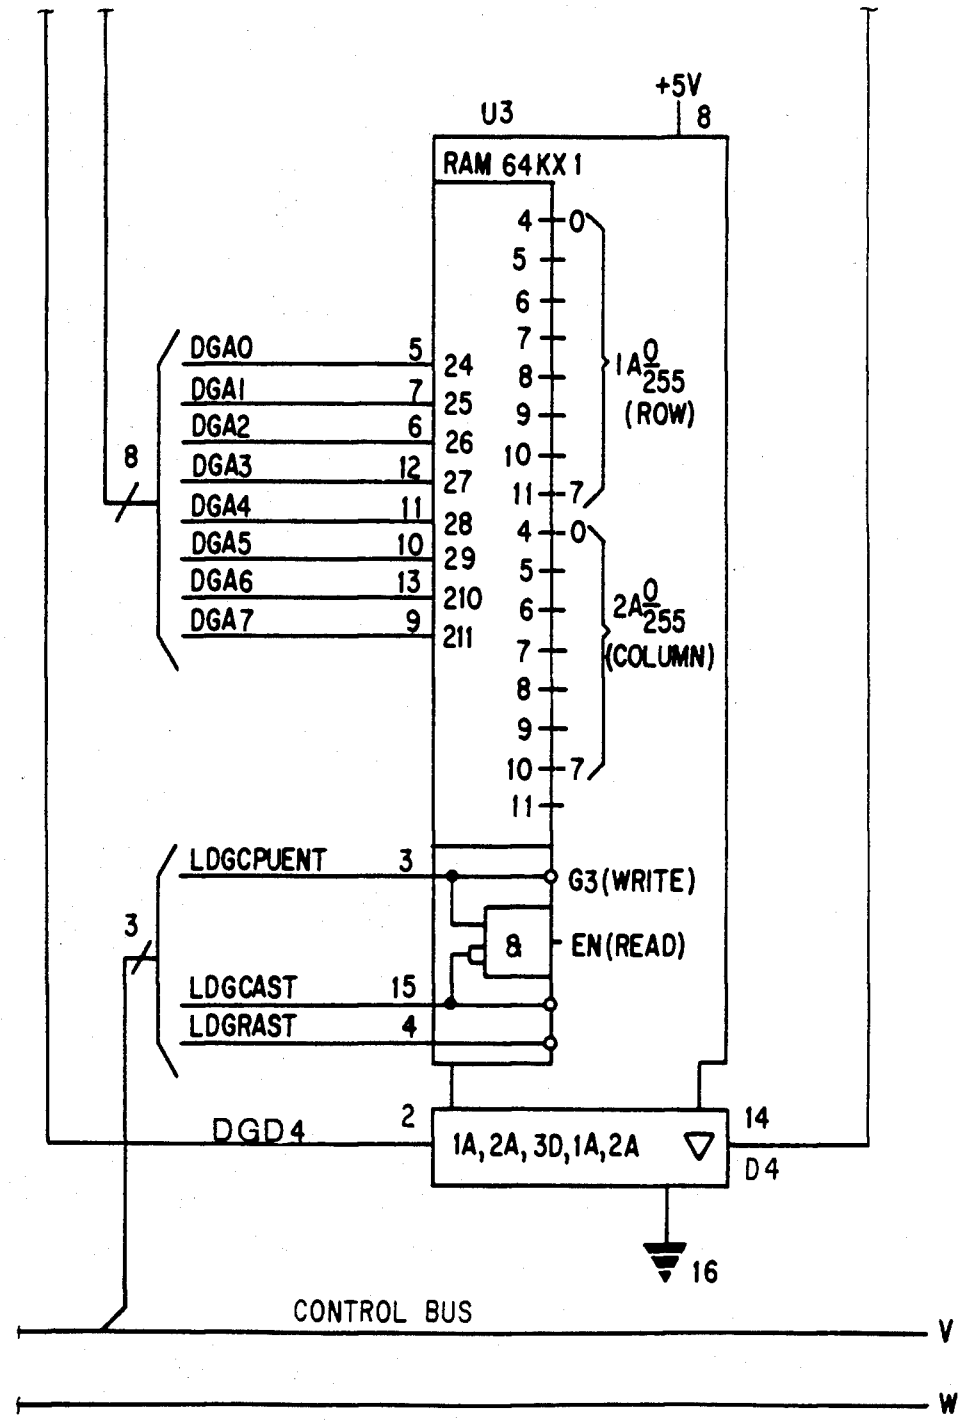 +5V
U3
8
RAM 64KX1
4 0
5
6
7
8
9
10
11 7
1A 0/255
(ROW)
DGA0 5 24
DGA1 7 25
DGA2 6 26
DGA3 12 27
DGA4 11 28
DGA5 10 29
DGA6 13 210
DGA7 9 211
8
4 0
5
6
7
8
9
10 7
11
2A 0/255
(COLUMN)
LDGCPUENT 3
G3(WRITE)
3
&
EN(READ)
LDGCAST 15
LDGRAST 4
DGD4
2
1A, 2A, 3D, 1A, 2A
▽
14
D4
16
CONTROL BUS
V
W